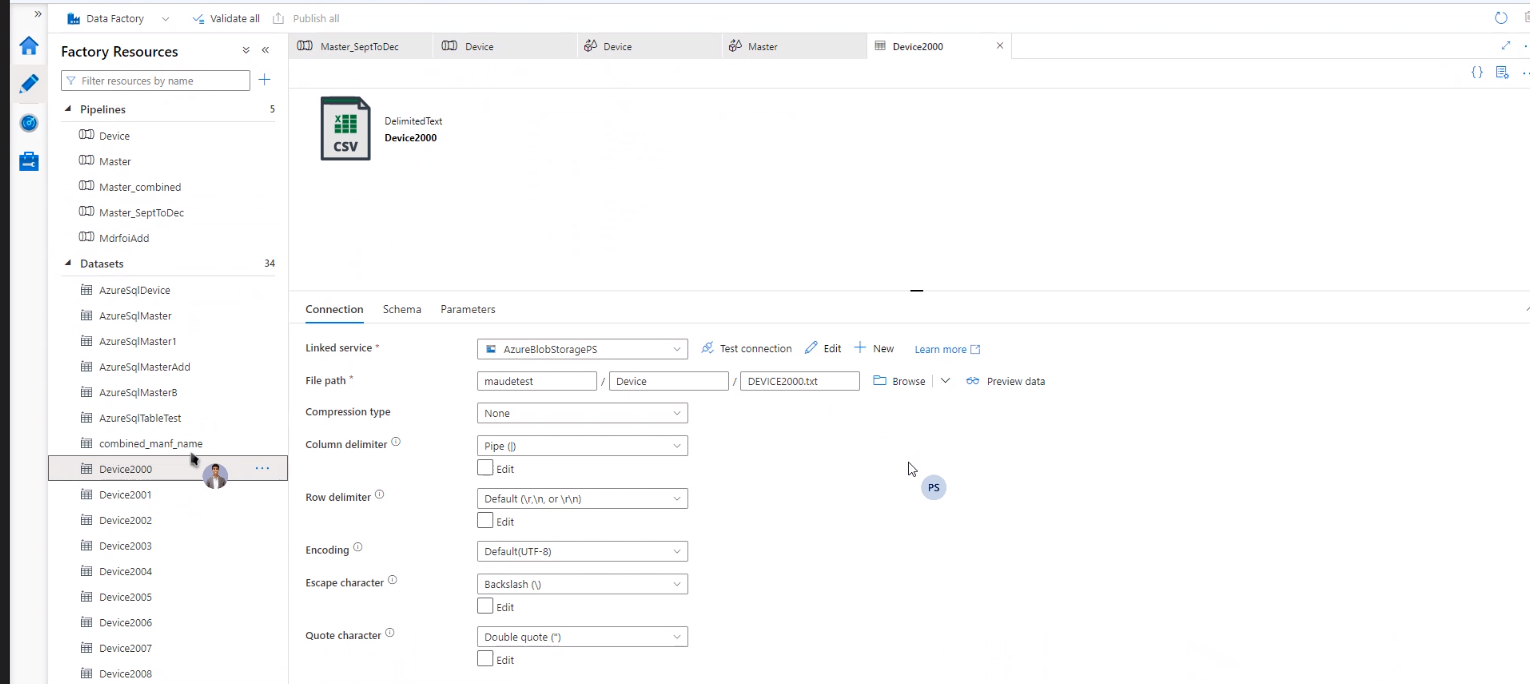 » Data Factory Validate all Publish all
Factory Resources
Filter resources by name
Pipelines 5
Device
Master
Master_combined
Master_SeptToDec
MdrfoiAdd
Datasets 34
AzureSqlDevice
AzureSqlMaster
AzureSqlMaster1
AzureSqlMasterAdd
AzureSqlMasterB
AzureSqlTableTest
combined_manf_name
Device2000 ...
Device2001
Device2002
Device2003
Device2004
Device2005
Device2006
Device2007
Device2008
Master_SeptToDec Device Device Master Device2000
{}
CSV
DelimitedText
Device2000
Connection Schema Parameters
Linked service * AzureBlobStoragePS Test connection Edit New Learn more
File path * maudetest / Device / DEVICE2000.txt Browse Preview data
Compression type None
Column delimiter Pipe (|)
Edit
Row delimiter Default (\r,\n, or \r\n)
Edit
Encoding Default(UTF-8)
Escape character Backslash (\)
Edit
Quote character Double quote (")
Edit
PS